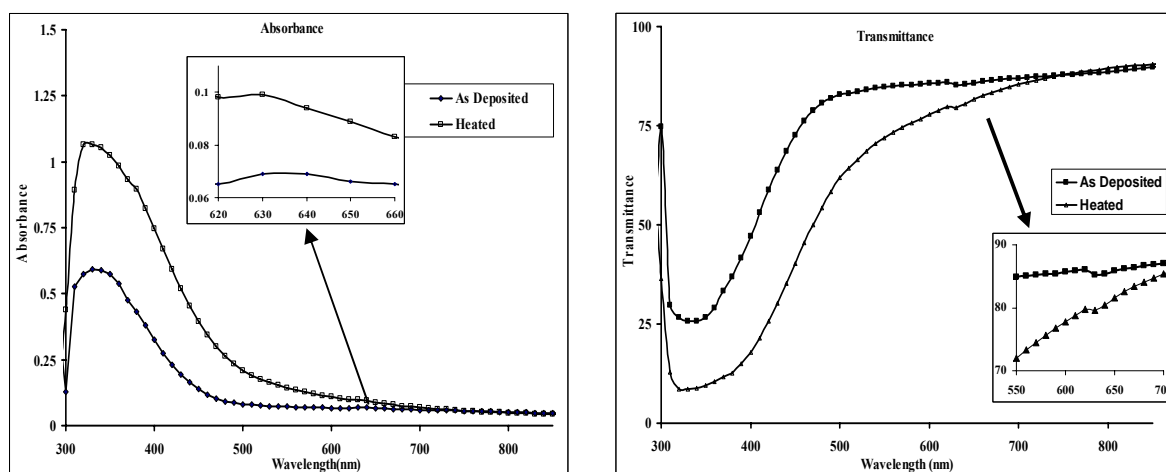 Absorbance
1.5
1.25
1
0.75
0.5
0.25
0
Absorbance
0.1
0.06
620 630 640 650 660
As Deposited
Heated
300 400 500 600 700 800
Wavelength(nm)
Transmittance
100
75
50
25
0
Transmittance
As Deposited
Heated
90
80
70
550 600 650 700
300 400 500 600 700 800
Wavelength (nm)